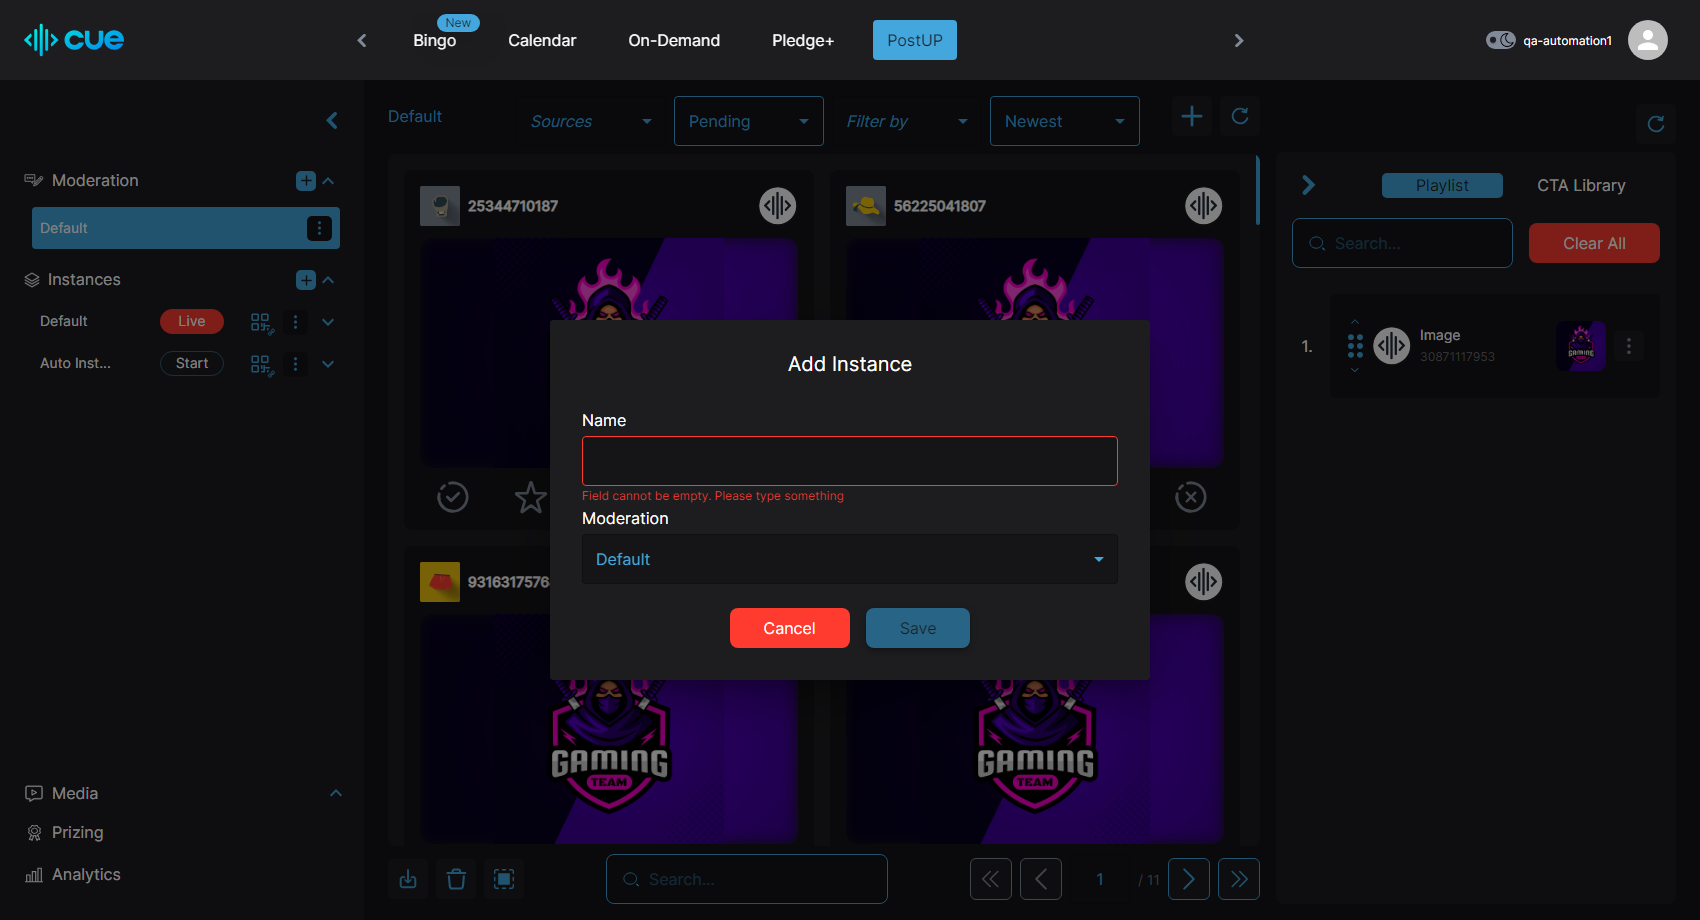 cue
New
Bingo
Calendar
On-Demand
Pledge+
PostUP
qa-automation1
Default
Sources
Pending
Filter by
Newest
Moderation
Default
Instances
Default
Live
Auto Inst...
Start
Media
Prizing
Analytics
25344710187
56225041807
Playlist
CTA Library
Search...
Clear All
1.
Image
30871117953
GAMING
Add Instance
Name
Field cannot be empty. Please type something
Moderation
Default
Cancel
Save
9316317576
GAMING
TEAM
GAMING
TEAM
Search...
1
/ 11